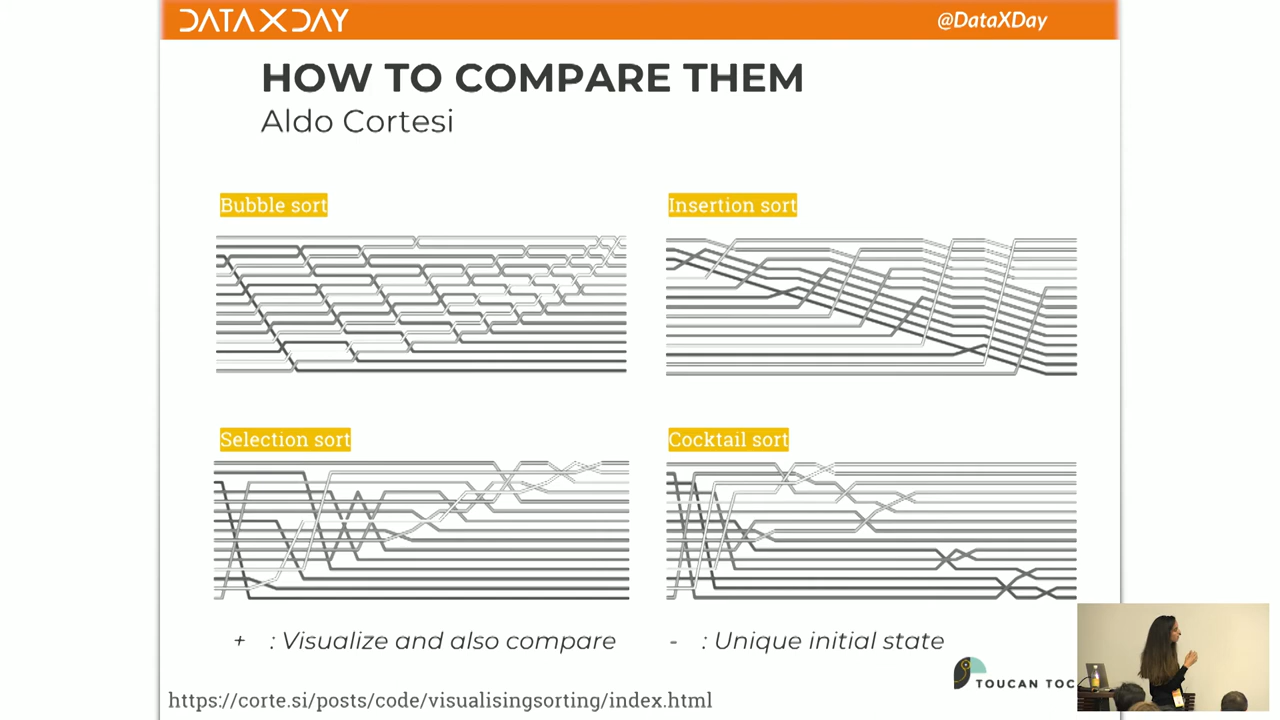 DATA X DAY
@DataXDay
HOW TO COMPARE THEM
Aldo Cortesi
Bubble sort
Insertion sort
Selection sort
Cocktail sort
+ : Visualize and also compare
- : Unique initial state
TOUCAN TOC
https://corte.si/posts/code/visualisingsorting/index.html